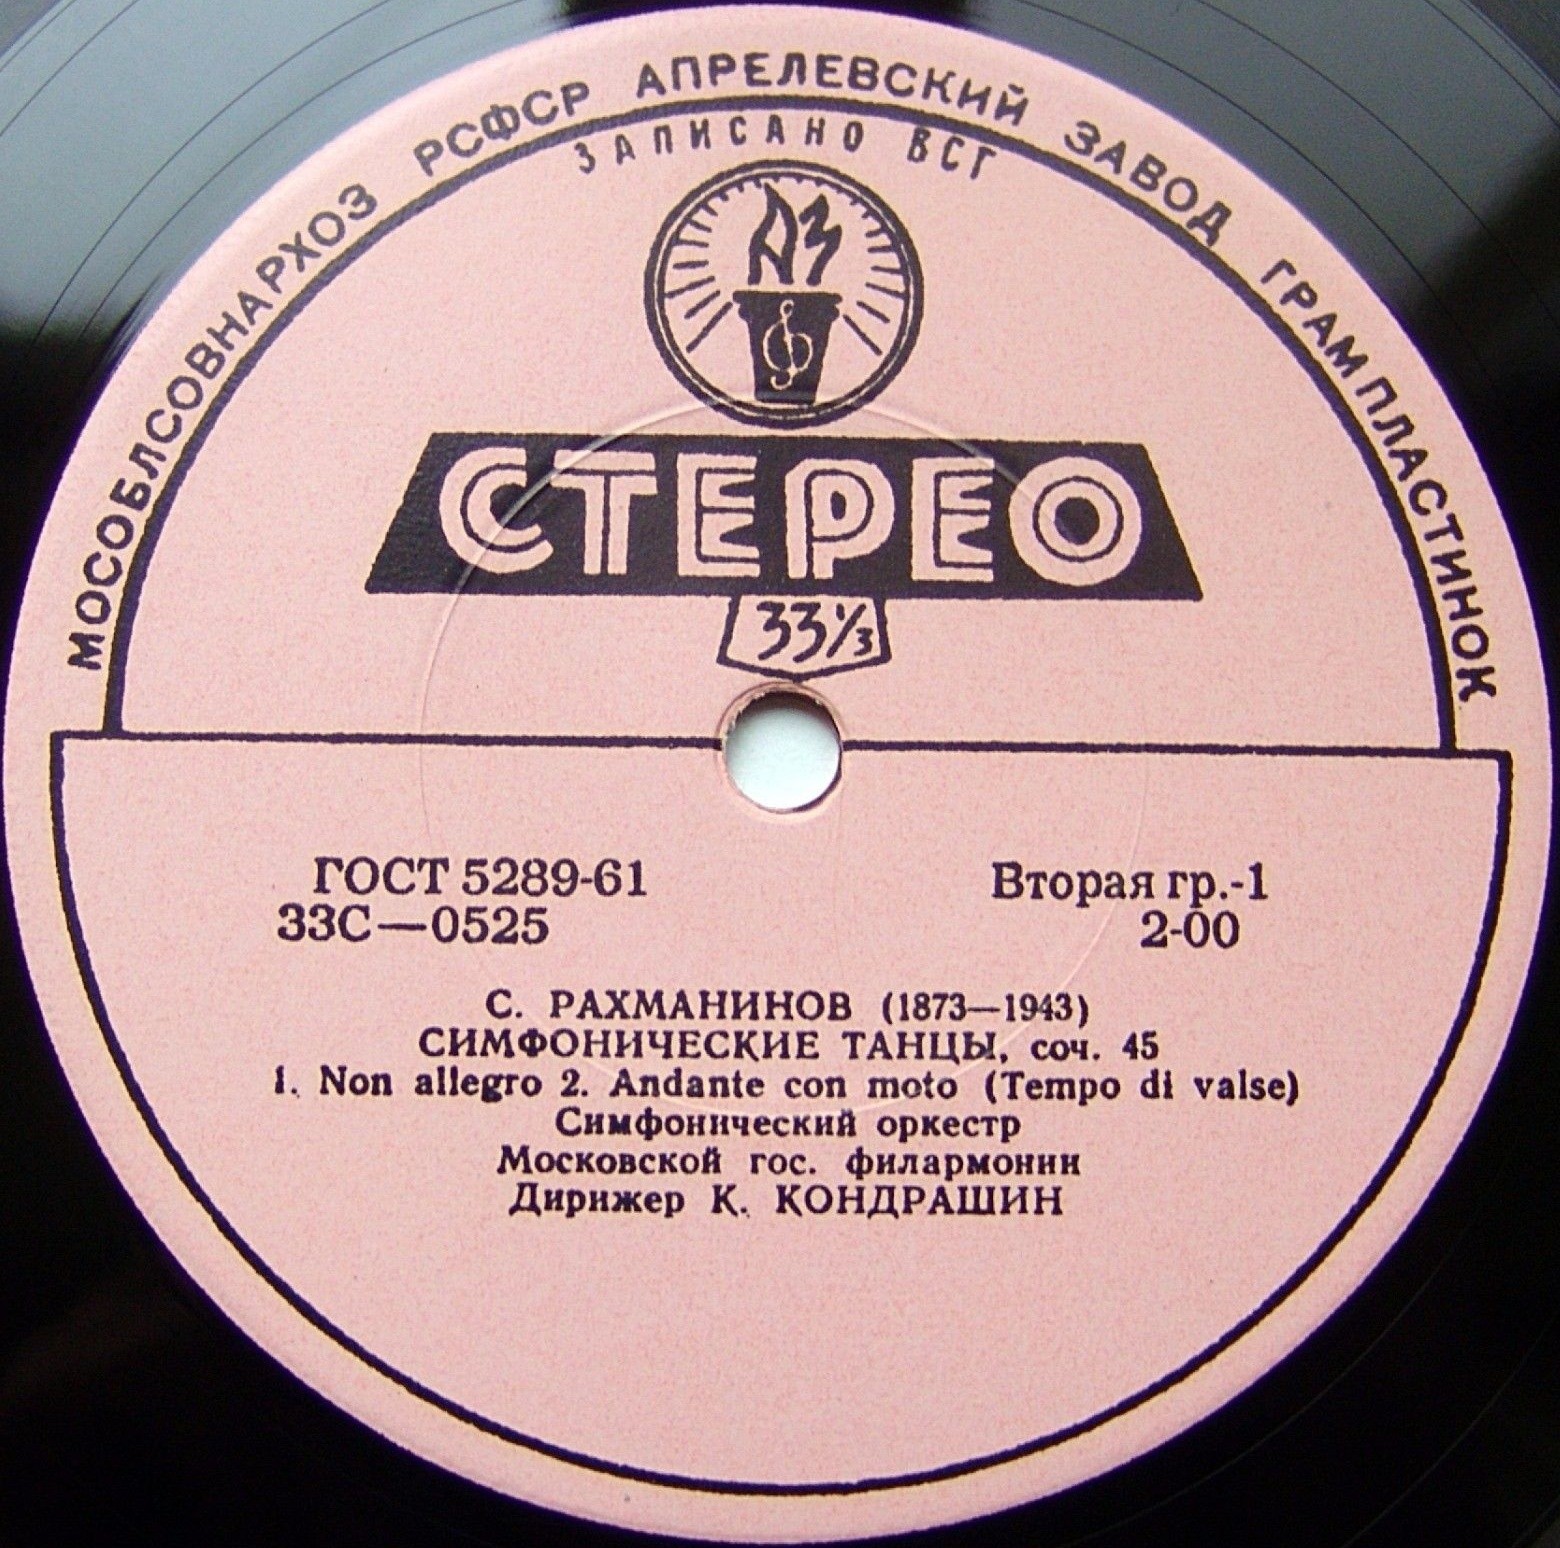 МОСОБЛСОВНАРХОЗ РСФСР АПРЕЛЕВСКИЙ ЗАВОД ГРАМПЛАСТИНОК
ЗАПИСАНО ВСГ
АЗ
СТЕРЕО
33⅓
ГОСТ 5289-61
Вторая гр.-1
33С—0525
2-00
С. РАХМАНИНОВ (1873—1943)
СИМФОНИЧЕСКИЕ ТАНЦЫ, соч. 45
1. Non allegro 2. Andante con moto (Tempo di valse)
Симфонический оркестр
Московской гос. филармонии
Дирижер К. КОНДРАШИН